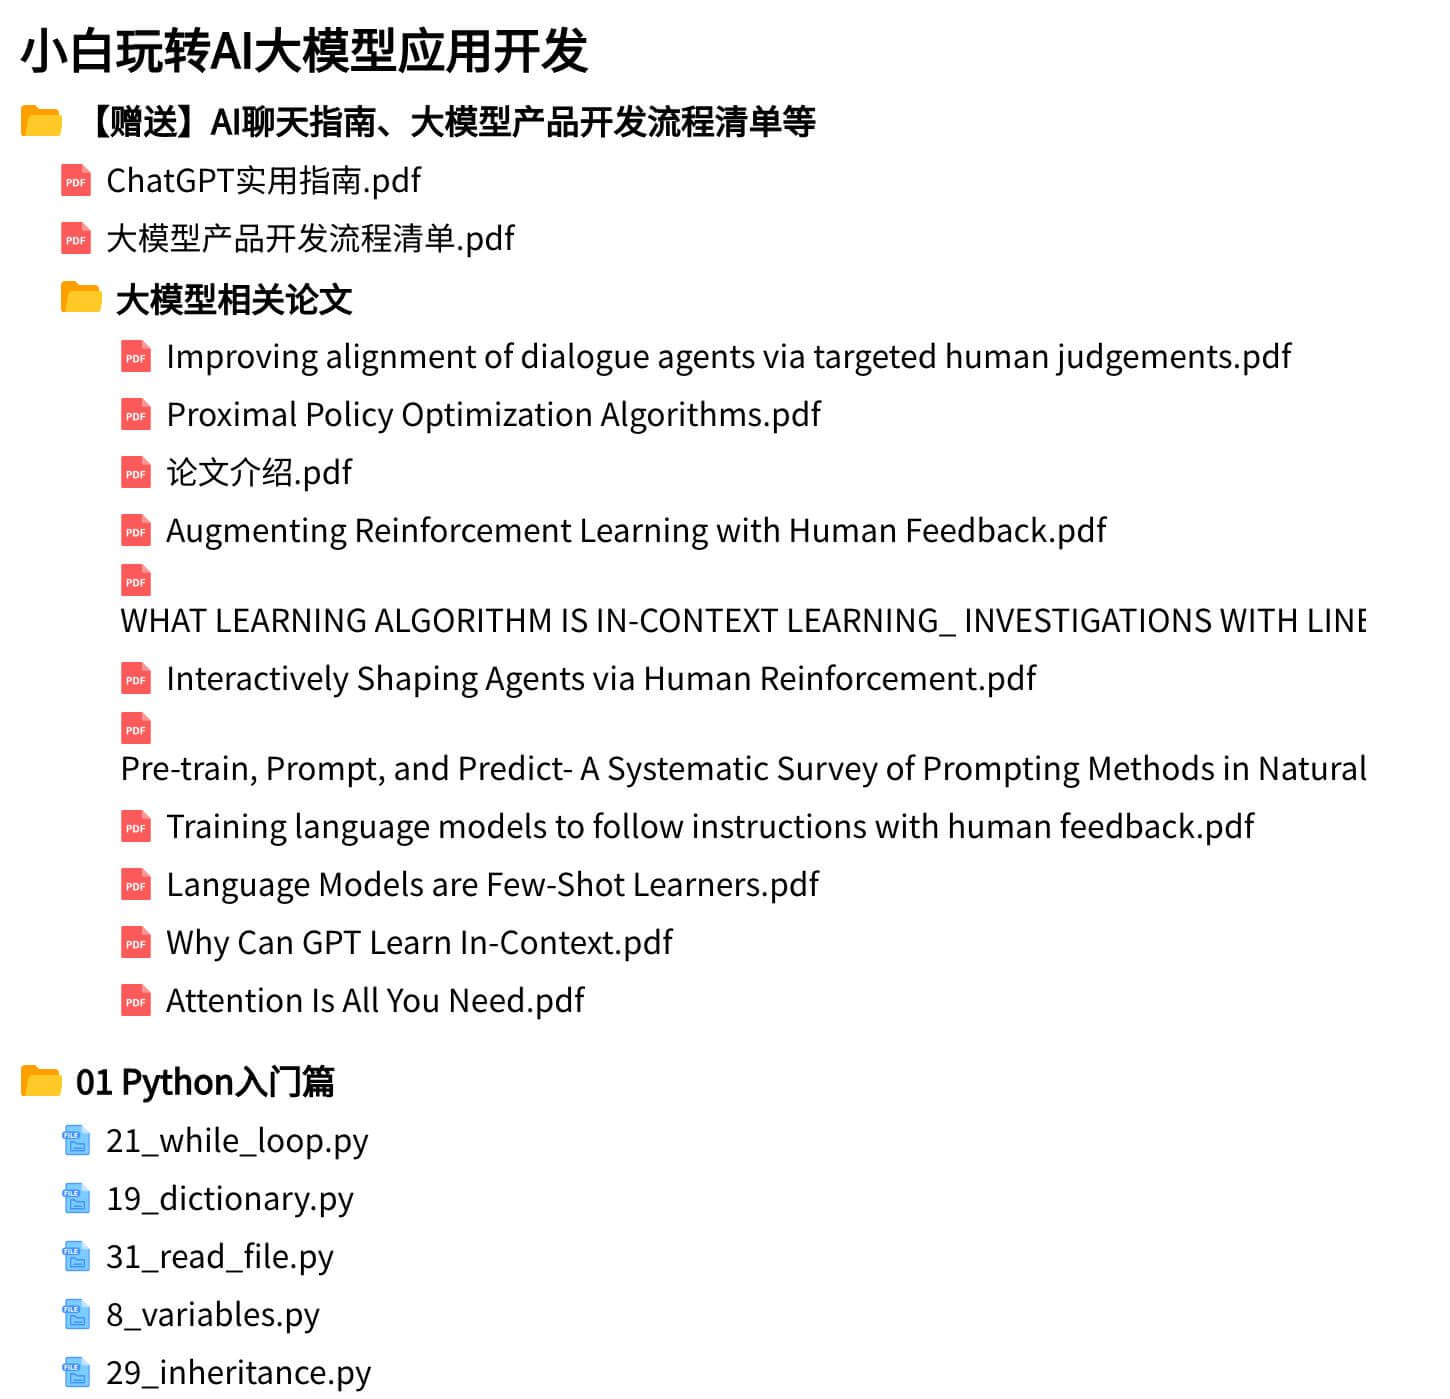 小白玩转AI大模型应用开发
【赠送】AI聊天指南、大模型产品开发流程清单等
PDF ChatGPT实用指南.pdf
PDF 大模型产品开发流程清单.pdf
大模型相关论文
PDF Improving alignment of dialogue agents via targeted human judgements.pdf
PDF Proximal Policy Optimization Algorithms.pdf
PDF 论文介绍.pdf
PDF Augmenting Reinforcement Learning with Human Feedback.pdf
PDF
WHAT LEARNING ALGORITHM IS IN-CONTEXT LEARNING_ INVESTIGATIONS WITH LINE
PDF Interactively Shaping Agents via Human Reinforcement.pdf
PDF
Pre-train, Prompt, and Predict- A Systematic Survey of Prompting Methods in Natural
PDF Training language models to follow instructions with human feedback.pdf
PDF Language Models are Few-Shot Learners.pdf
PDF Why Can GPT Learn In-Context.pdf
PDF Attention Is All You Need.pdf
01 Python入门篇
FILE 21_while_loop.py
FILE 19_dictionary.py
FILE 31_read_file.py
FILE 8_variables.py
FILE 29_inheritance.py